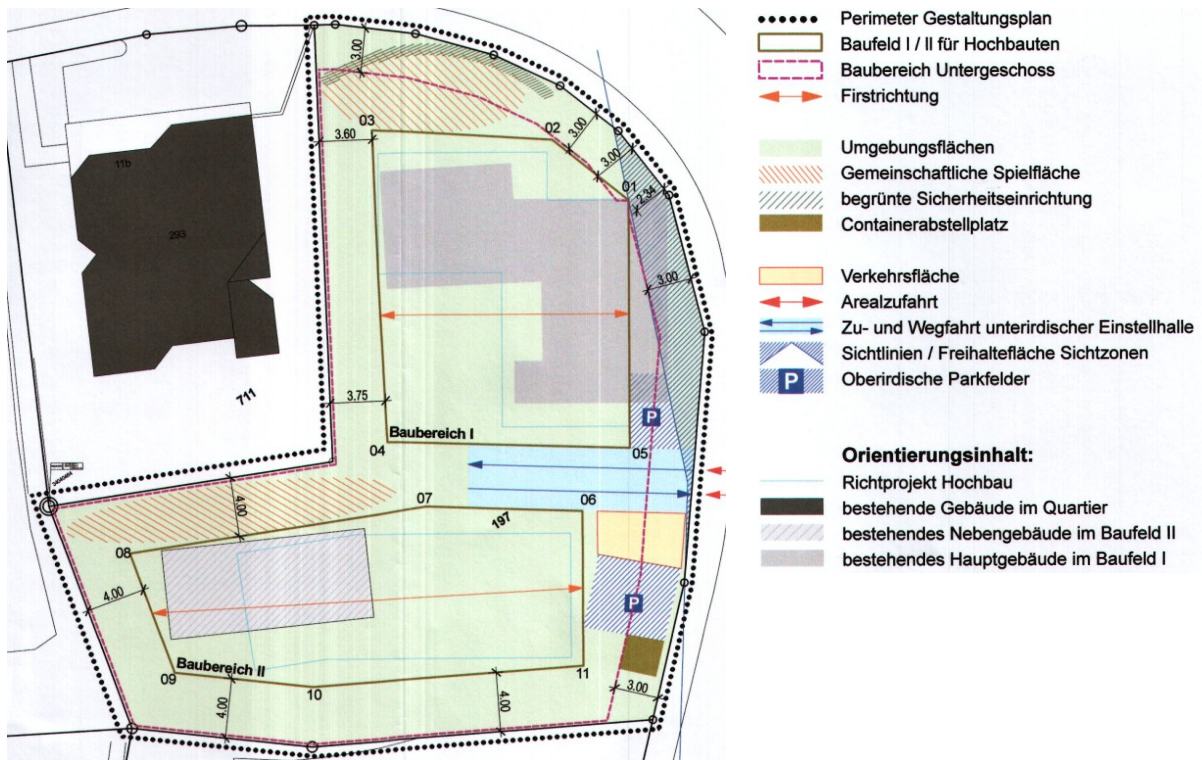 3.00
03
3.60
02
3.00
3.00
01
2.34
11b
293
3.00
711
3.75
P
Baubereich I
04
05
4.00
07
06
197
08
4.00
P
Baubereich II
09
10
11
4.00
4.00
3.00
Perimeter Gestaltungsplan
Baufeld I / II für Hochbauten
Baubereich Untergeschoss
Firstrichtung
Umgebungsflächen
Gemeinschaftliche Spielfläche
begrünte Sicherheitseinrichtung
Containerabstellplatz
Verkehrsfläche
Arealzufahrt
Zu- und Wegfahrt unterirdischer Einstellhalle
Sichtlinien / Freihaltefläche Sichtzonen
P Oberirdische Parkfelder
Orientierungsinhalt:
Richtprojekt Hochbau
bestehende Gebäude im Quartier
bestehendes Nebengebäude im Baufeld II
bestehendes Hauptgebäude im Baufeld I